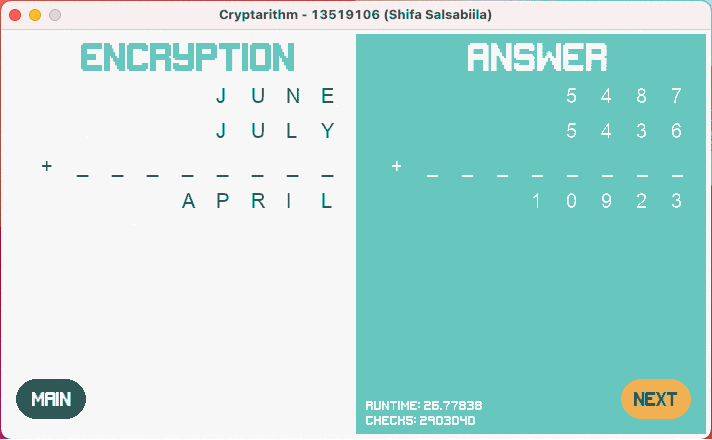 Cryptarithm - 13519106 (Shifa Salsabiila)
ENCRYPTION
J U N E
J U L Y
+ _ _ _ _ _ _ _ _
A P R I L
MAIN
ANSWER
5 4 8 7
5 4 3 6
+ _ _ _ _ _ _ _ _
1 0 9 2 3
RUNTIME: 26.77838
CHECKS: 2903040
NEXT